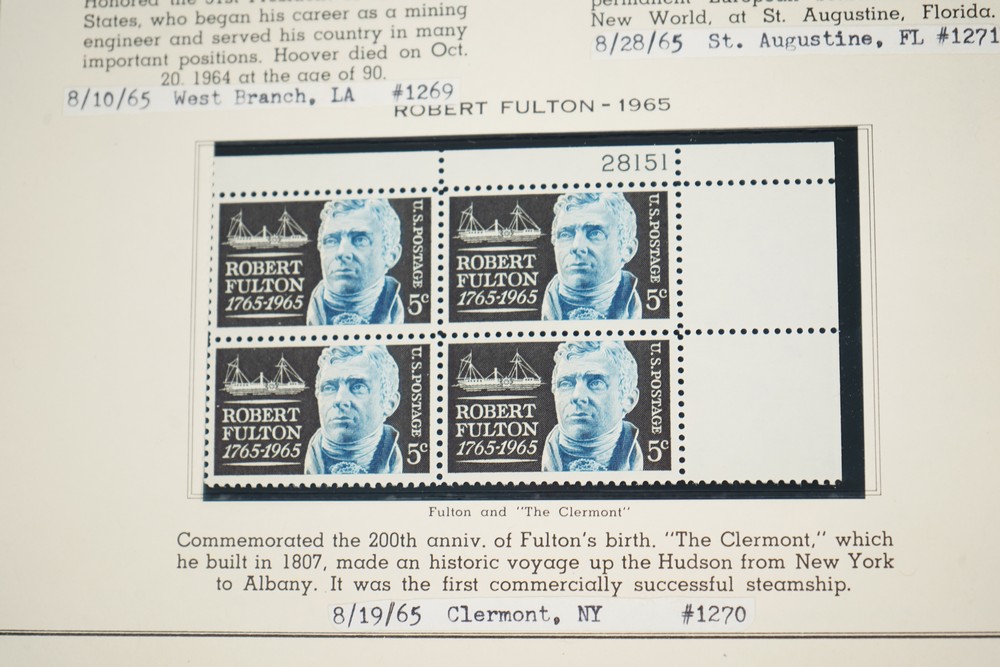 Honored the 31st President
States, who began his career as a mining
engineer and served his country in many
important positions. Hoover died on Oct.
20, 1964 at the age of 90.
8/10/65 West Branch, LA #1269
New World, at St. Augustine, Florida.
8/28/65 St. Augustine, FL #1271
ROBERT FULTON - 1965
28151
U.S. POSTAGE
ROBERT
FULTON
1765-1965
5c
U.S. POSTAGE
ROBERT
FULTON
1765-1965
5c
U.S. POSTAGE
ROBERT
FULTON
1765-1965
5c
U.S. POSTAGE
ROBERT
FULTON
1765-1965
5c
Fulton and "The Clermont"
Commemorated the 200th anniv. of Fulton's birth. "The Clermont," which
he built in 1807, made an historic voyage up the Hudson from New York
to Albany. It was the first commercially successful steamship.
8/19/65 Clermont, NY #1270